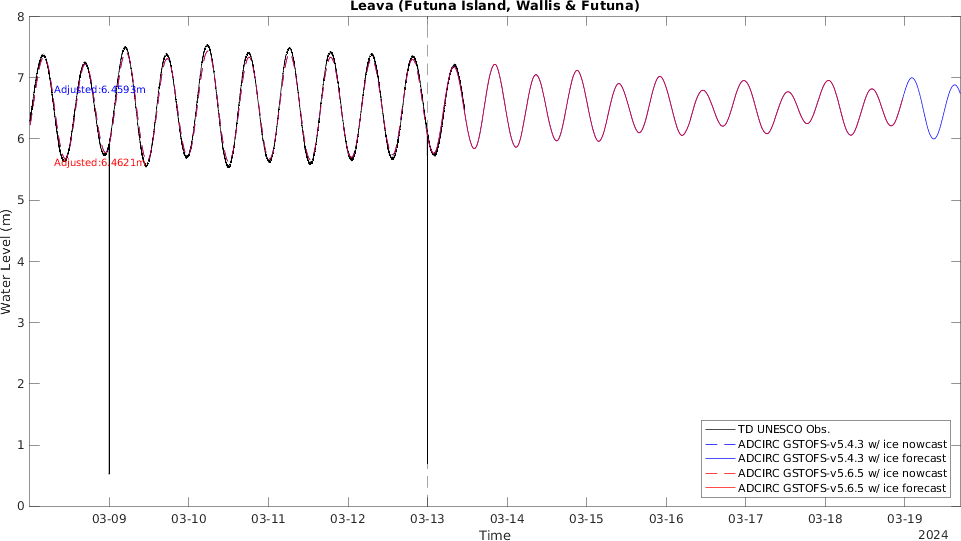 Leava (Futuna Island, Wallis & Futuna)
8
7
6
5
4
3
2
1
0
Water Level (m)
Adjusted:6.4593m
Adjusted:6.4621m
TD UNESCO Obs.
ADCIRC GSTOFS-v5.4.3 w/ ice nowcast
ADCIRC GSTOFS-v5.4.3 w/ ice forecast
ADCIRC GSTOFS-v5.6.5 w/ ice nowcast
ADCIRC GSTOFS-v5.6.5 w/ ice forecast
03-09 03-10 03-11 03-12 03-13 03-14 03-15 03-16 03-17 03-18 03-19
Time
2024